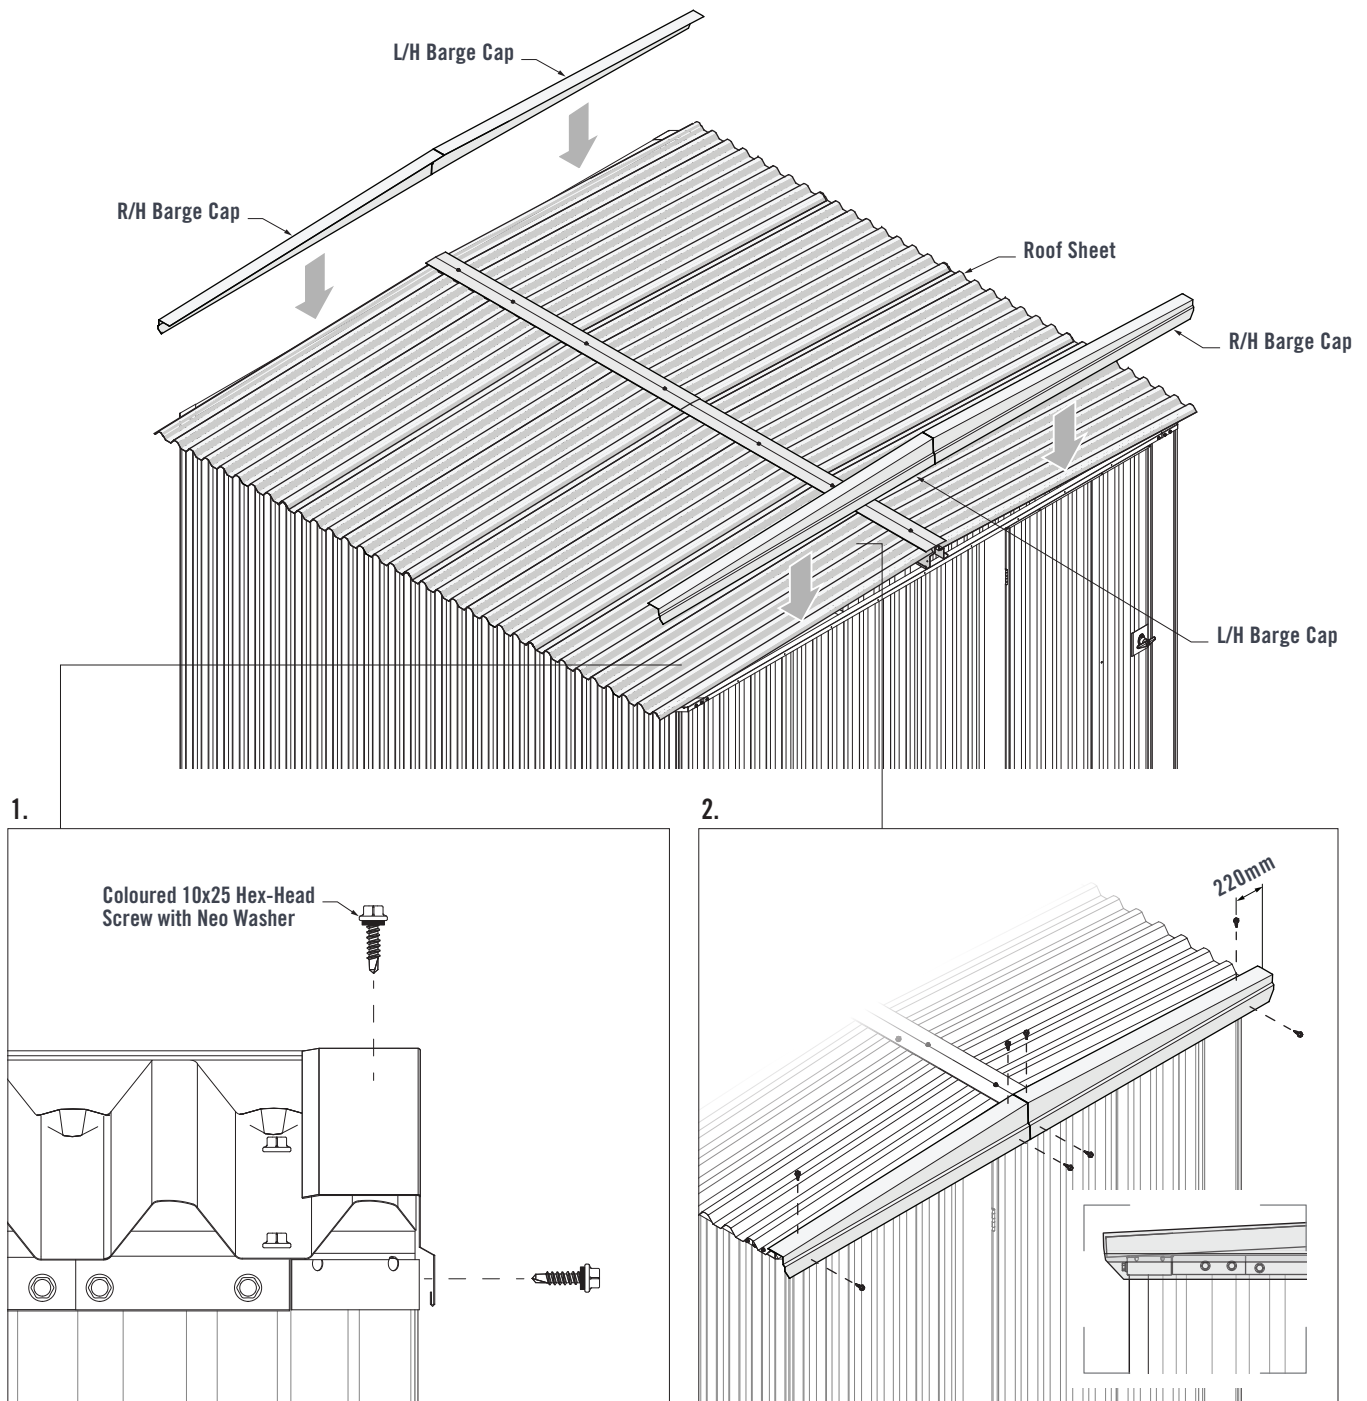 L/H Barge Cap
R/H Barge Cap
Roof Sheet
R/H Barge Cap
L/H Barge Cap
1.
2.
Coloured 10x25 Hex-Head
Screw with Neo Washer
220mm